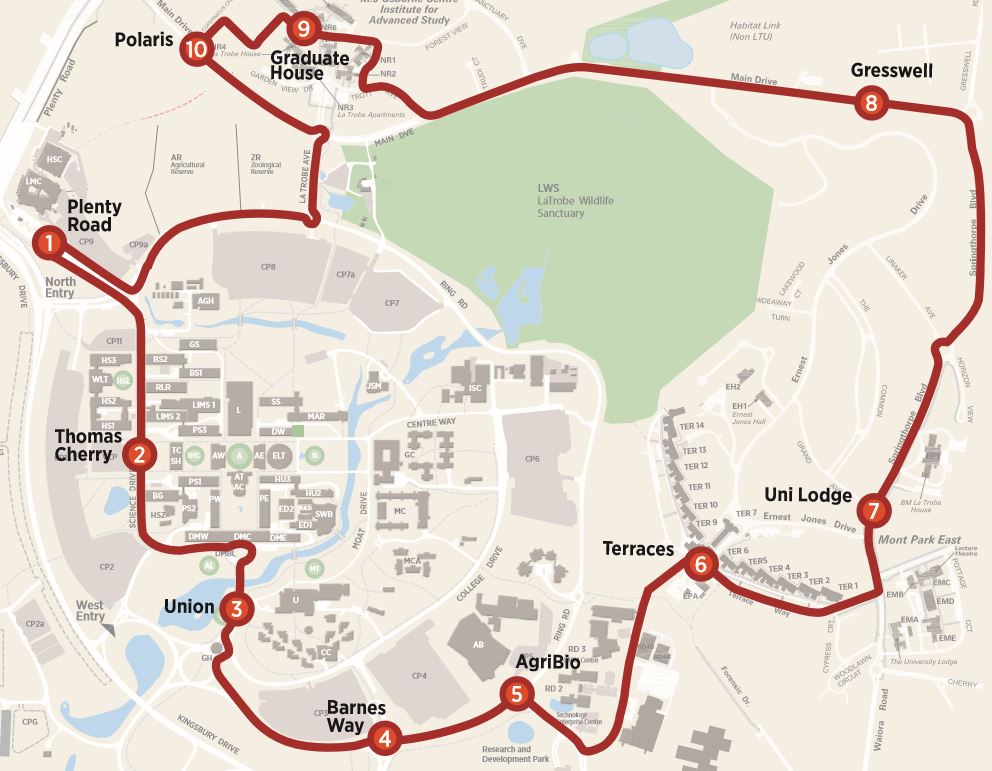 M.J Osborne Centre
Institute for
Advanced Study
Main Drive
SANCTUARY
DVE
FOREST VIEW
TRUDI CT
Habitat Link
(Non LTU)
GRESSWELL
Plenty Road
Polaris
10
9
NR6
NR4
La Trobe House
Graduate
House
NR1
NR2
GARDEN VIEW DR
NR3
La Trobe Apartments
MAIN DVE
Main Drive
Gresswell
8
HSC
LMC
AR
Agricultural
Reserve
ZR
Zoological
Reserve
LA TROBE AVE
LWS
LaTrobe Wildlife
Sanctuary
Springthorpe Blvd
Plenty
Road
1
CP9
CP9a
North
Entry
CP8
CP7a
CP7
RING RD
AGH
Jones
Drive
LAKEWOOD
CT
HIDEAWAY
TURN
LINAKER
AVE
THE
COMMON
Ernest
GRAND
HORIZON
VIEW
CP11
HS3
WLT
HSL
HS2
HS1
BS2
GS
BS1
RLR
LIMS 1
LIMS 2
PS3
L
SS
MAR
DW
JSM
ISC
CENTRE WAY
GC
CP6
Thomas
Cherry
2
SCIENCE DRIVE
TC
SH
SHC
AW
A
ELT
SL
AT
AC
PS1
HU3
HU2
BG
HSZ
PS2
PW
PE
ED2
SWB
ED1
DMW
DMC
DME
AL
MT
MOAT DRIVE
MC
MCA
COLLEGE DRIVE
EH2
EH1
Ernest
Jones Hall
TER 14
TER 13
TER 12
TER 11
TER 10
TER 9
TER 7
TER 6
TER5
TER 4
TER 3
TER 2
TER 1
Ernest Jones Drive
Springthorpe Blvd
BM La Trobe
House
Uni Lodge
7
Mont Park East
Lecture
Theatre
Terraces
6
EPA
Terrace Way
CP2
West
Entry
CP2a
CPG
Union
3
U
CC
GH
KINGSBURY DRIVE
Barnes
Way
4
CP4
AB
AgriBio
5
RD 3
RD 2
RING RD
Technology
Enterprise Centre
Research and
Development Park
Forensic Dr.
CYPRESS
CRT
WOODLAWN
CIRCUIT
Waiora Road
EMC
EMB
EMD
EMA
EME
POTTAGE
CCT
The University Lodge
CHERRY